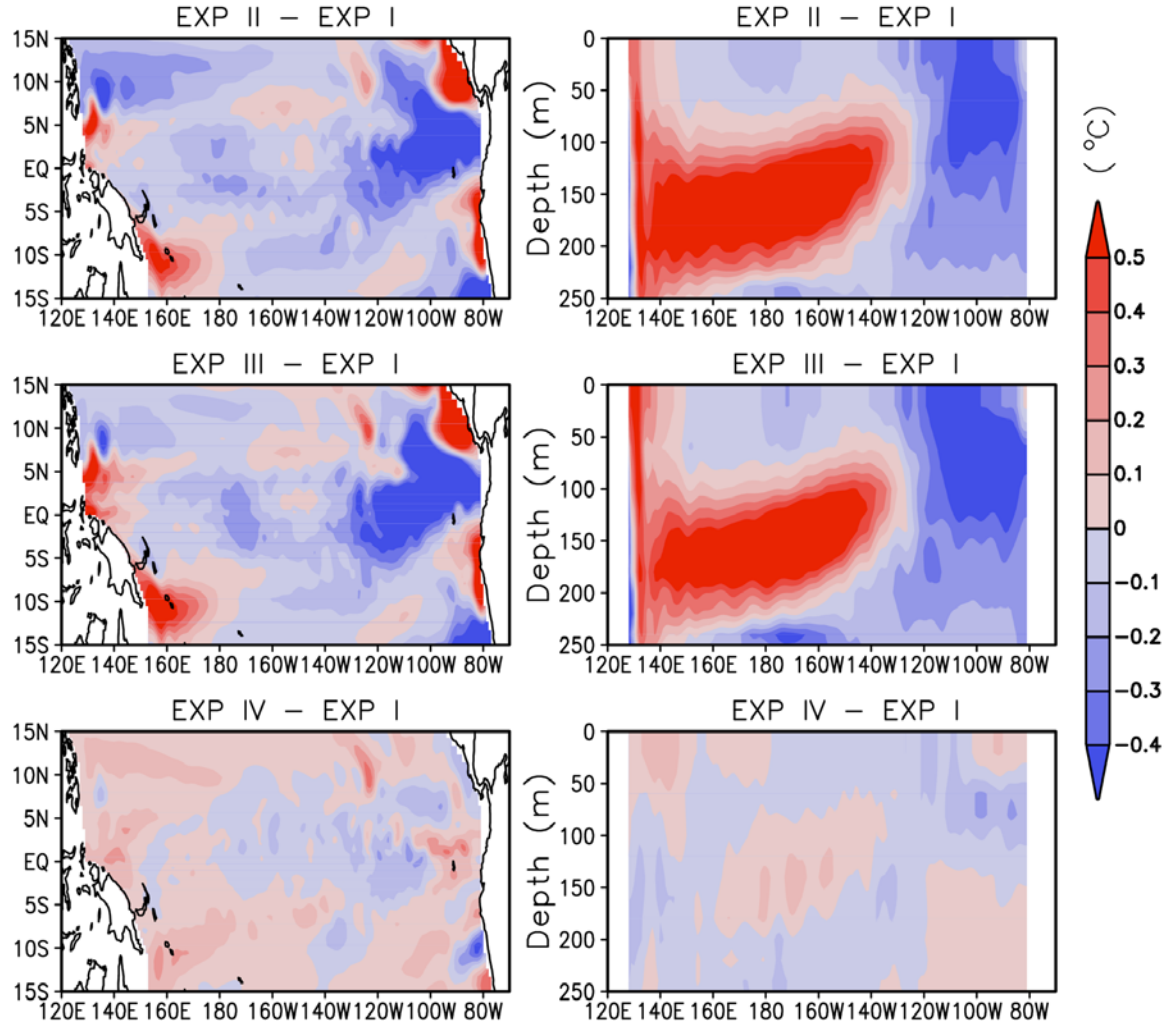 EXP II – EXP I
15N
10N
5N
EQ
5S
10S
15S
120E 140E 160E 180 160W 140W 120W 100W 80W
EXP II – EXP I
Depth (m)
0
50
100
150
200
250
120E 140E 160E 180 160W 140W 120W 100W 80W
EXP III – EXP I
15N
10N
5N
EQ
5S
10S
15S
120E 140E 160E 180 160W 140W 120W 100W 80W
EXP III – EXP I
Depth (m)
0
50
100
150
200
250
120E 140E 160E 180 160W 140W 120W 100W 80W
EXP IV – EXP I
15N
10N
5N
EQ
5S
10S
15S
120E 140E 160E 180 160W 140W 120W 100W 80W
EXP IV – EXP I
Depth (m)
0
50
100
150
200
250
120E 140E 160E 180 160W 140W 120W 100W 80W
(°C)
0.5
0.4
0.3
0.2
0.1
0
−0.1
−0.2
−0.3
−0.4